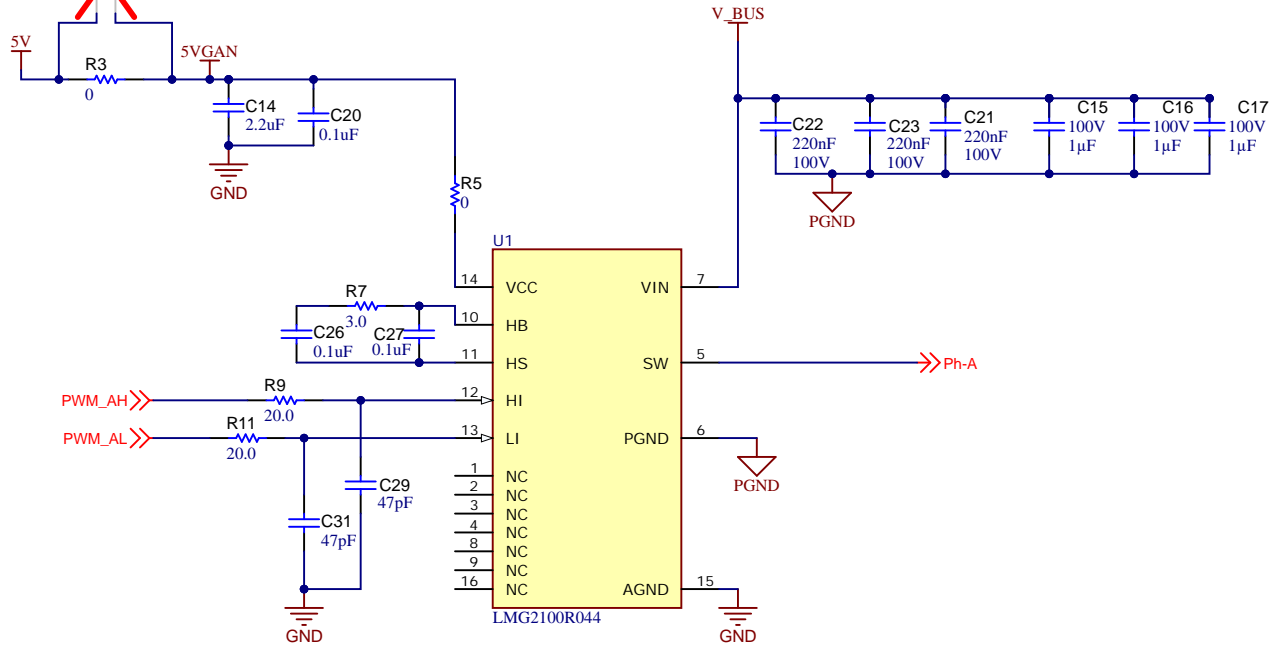 V_BUS
5V
R3
0
5VGAN
C14
2.2uF
C20
0.1uF
GND
R5
0
C22
220nF
100V
C23
220nF
100V
C21
220nF
100V
C15
100V
1µF
C16
100V
1µF
C17
100V
1µF
PGND
U1
14
VCC
VIN
7
R7
3.0
C26
0.1uF
C27
0.1uF
10
HB
11
HS
SW
5
Ph-A
PWM_AH
R9
20.0
12
HI
PWM_AL
R11
20.0
13
LI
PGND
6
PGND
1
NC
2
NC
3
NC
4
NC
8
NC
9
NC
16
NC
C29
47pF
C31
47pF
GND
AGND
15
GND
LMG2100R044